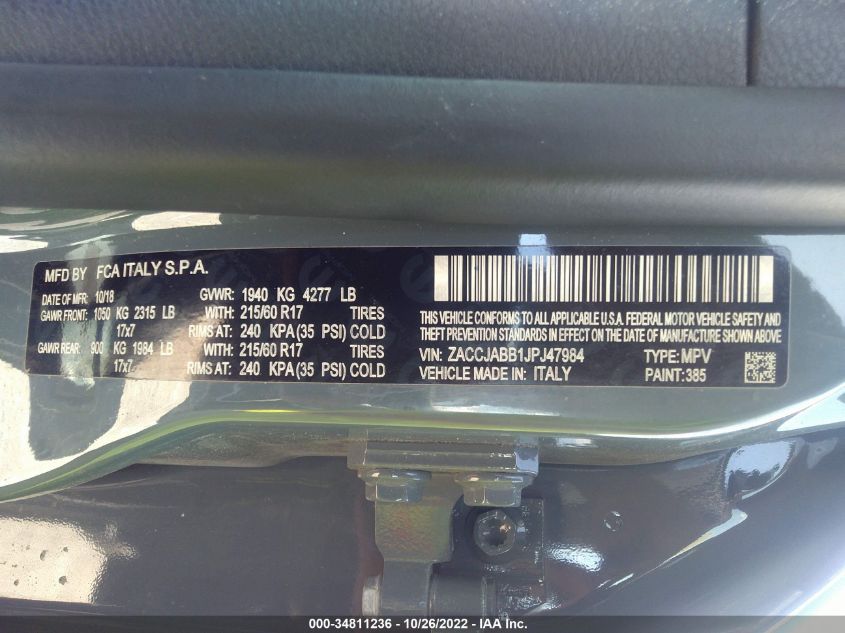 MFD BY FCA ITALY S.P.A.
DATE OF MFR: 10/18 GVWR: 1940 KG 4277 LB
GAWR FRONT: 1050 KG 2315 LB WITH: 215/60 R17 TIRES
17x7 RIMS AT: 240 KPA (35 PSI) COLD
GAWR REAR: 900 KG 1984 LB WITH: 215/60 R17 TIRES
17x7 RIMS AT: 240 KPA (35 PSI) COLD
THIS VEHICLE CONFORMS TO ALL APPLICABLE U.S.A. FEDERAL MOTOR VEHICLE SAFETY AND
THEFT PREVENTION STANDARDS IN EFFECT ON THE DATE OF MANUFACTURE SHOWN ABOVE
VIN: ZACCJABB1JPJ47984 TYPE: MPV
VEHICLE MADE IN: ITALY PAINT: 385
000-34811236 - 10/26/2022 - IAA Inc.